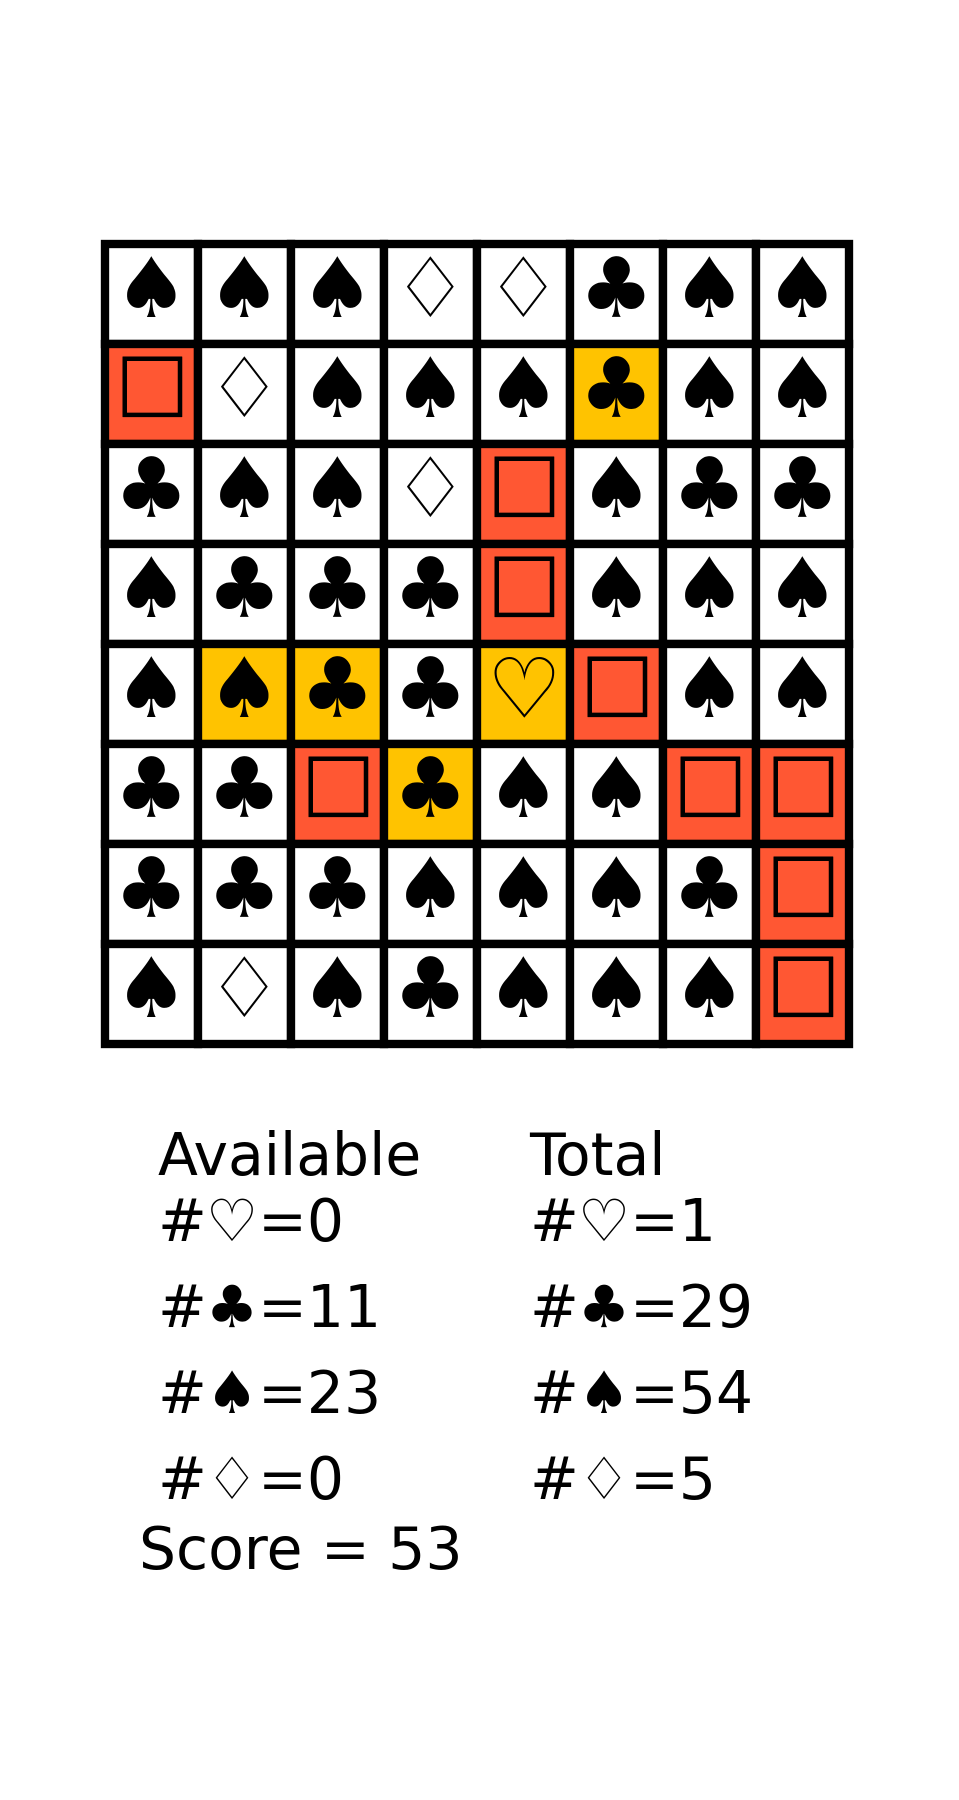 ♠ ♠ ♠ ♢ ♢ ♣ ♠ ♠
□ ♢ ♠ ♠ ♠ ♣ ♠ ♠
♣ ♠ ♠ ♢ □ ♠ ♣ ♣
♠ ♣ ♣ ♣ □ ♠ ♠ ♠
♠ ♠ ♣ ♣ ♡ □ ♠ ♠
♣ ♣ □ ♣ ♠ ♠ □ □
♣ ♣ ♣ ♠ ♠ ♠ ♣ □
♠ ♢ ♠ ♣ ♠ ♠ ♠ □
Available Total
#♡=0 #♡=1
#♣=11 #♣=29
#♠=23 #♠=54
#♢=0 #♢=5
Score = 53